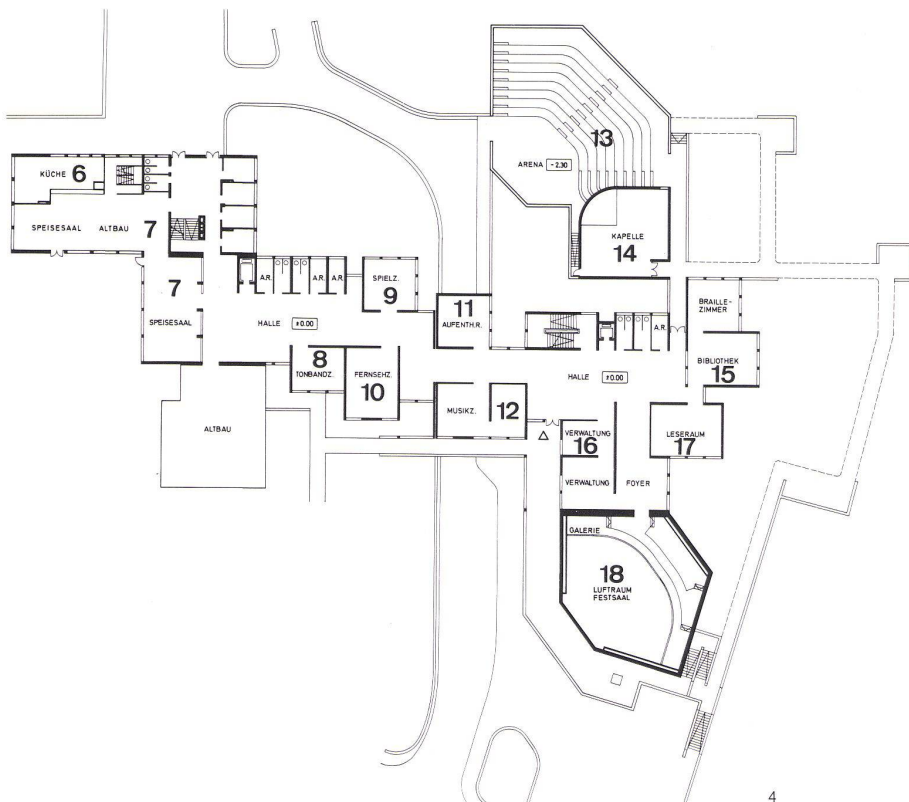 13
ARENA -2.30
KÜCHE 6
SPEISESAAL ALTBAU 7
KAPELLE
14
7
SPEISESAAL
A.R. A.R. A.R.
SPIELZ.
9
11
AUFENTH.R.
BRAILLE-
ZIMMER
HALLE ±0.00
A.R.
8
TONBANDZ.
FERNSEHZ.
10
BIBLIOTHEK
15
HALLE ±0.00
MUSIKZ. 12
ALTBAU
VERWALTUNG
16
LESERAUM
17
VERWALTUNG FOYER
GALERIE
18
LUFTRAUM
FESTSAAL
4